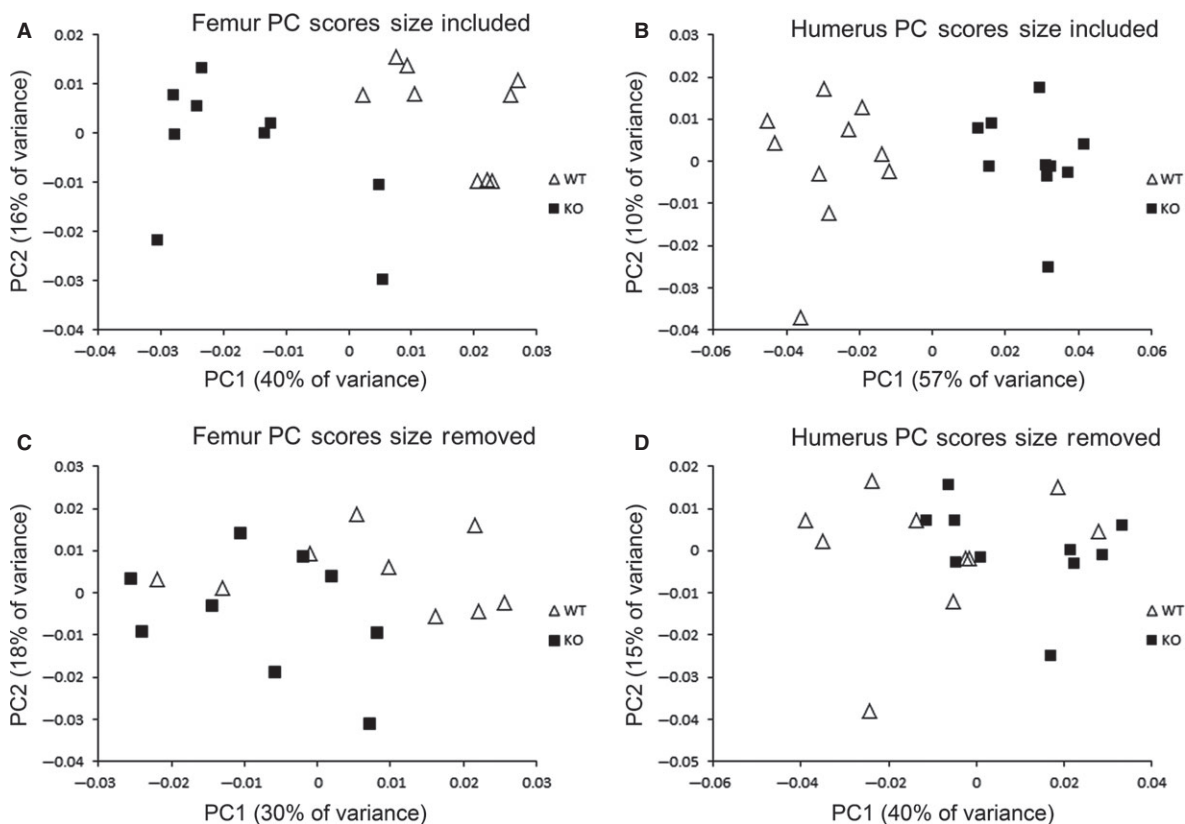 A
Femur PC scores size included
0.02
0.01
0
–0.01
–0.02
–0.03
–0.04
–0.04 –0.03 –0.02 –0.01 0 0.01 0.02 0.03
PC2 (16% of variance)
PC1 (40% of variance)
WT
KO
B
Humerus PC scores size included
0.03
0.02
0.01
0
–0.01
–0.02
–0.03
–0.04
–0.06 –0.04 –0.02 0 0.02 0.04 0.06
PC2 (10% of variance)
PC1 (57% of variance)
WT
KO
C
Femur PC scores size removed
0.03
0.02
0.01
0
–0.01
–0.02
–0.03
–0.04
–0.03 –0.02 –0.01 0 0.01 0.02 0.03
PC2 (18% of variance)
PC1 (30% of variance)
WT
KO
D
Humerus PC scores size removed
0.02
0.01
0
–0.01
–0.02
–0.03
–0.04
–0.05
–0.06 –0.04 –0.02 0 0.02 0.04
PC2 (15% of variance)
PC1 (40% of variance)
WT
KO